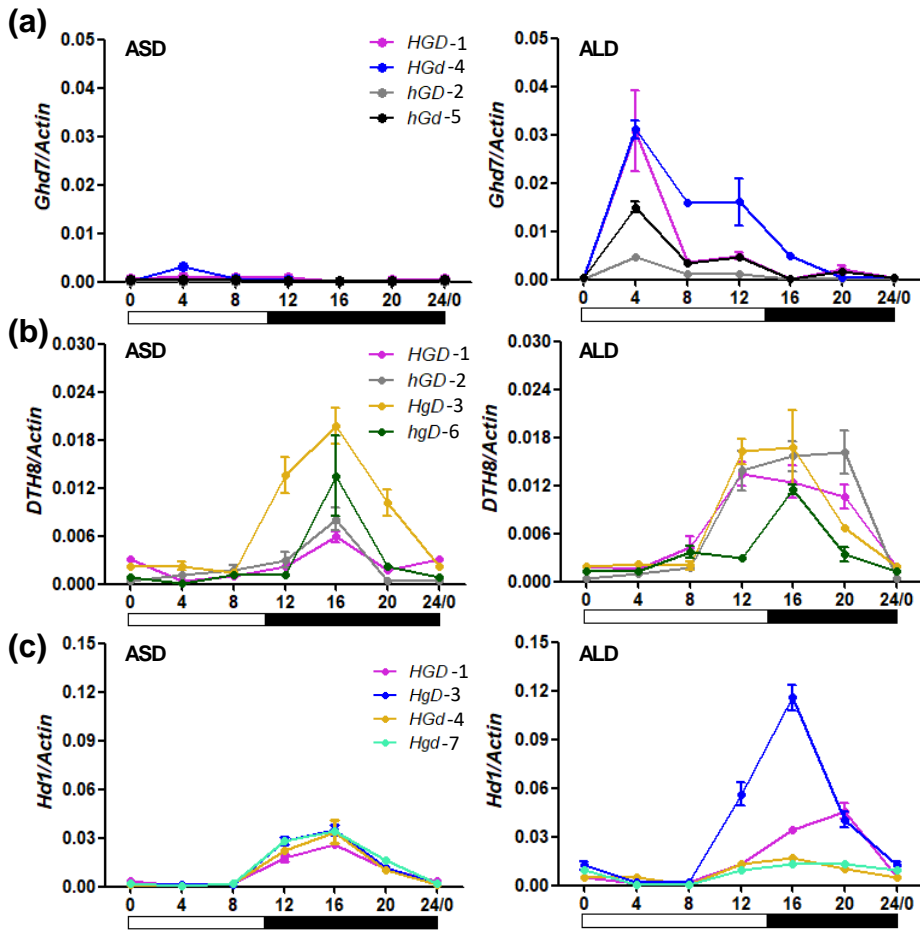 (a)
ASD
ALD
HGD-1
HGd-4
hGD-2
hGd-5
Ghd7/Actin
0.05
0.04
0.03
0.02
0.01
0.00
0 4 8 12 16 20 24/0
Ghd7/Actin
0.05
0.04
0.03
0.02
0.01
0.00
0 4 8 12 16 20 24/0
(b)
ASD
ALD
HGD-1
hGD-2
HgD-3
hgD-6
DTH8/Actin
0.030
0.024
0.018
0.012
0.006
0.000
0 4 8 12 16 20 24/0
DTH8/Actin
0.030
0.024
0.018
0.012
0.006
0.000
0 4 8 12 16 20 24/0
(c)
ASD
ALD
HGD-1
HgD-3
HGd-4
Hgd-7
Hd1/Actin
0.15
0.12
0.09
0.06
0.03
0.00
0 4 8 12 16 20 24/0
Hd1/Actin
0.15
0.12
0.09
0.06
0.03
0.00
0 4 8 12 16 20 24/0